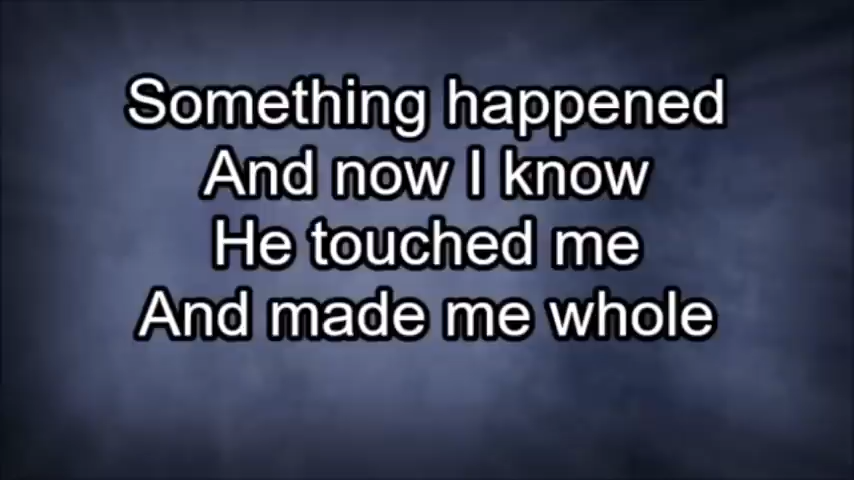 Something happened
And now I know
He touched me
And made me whole